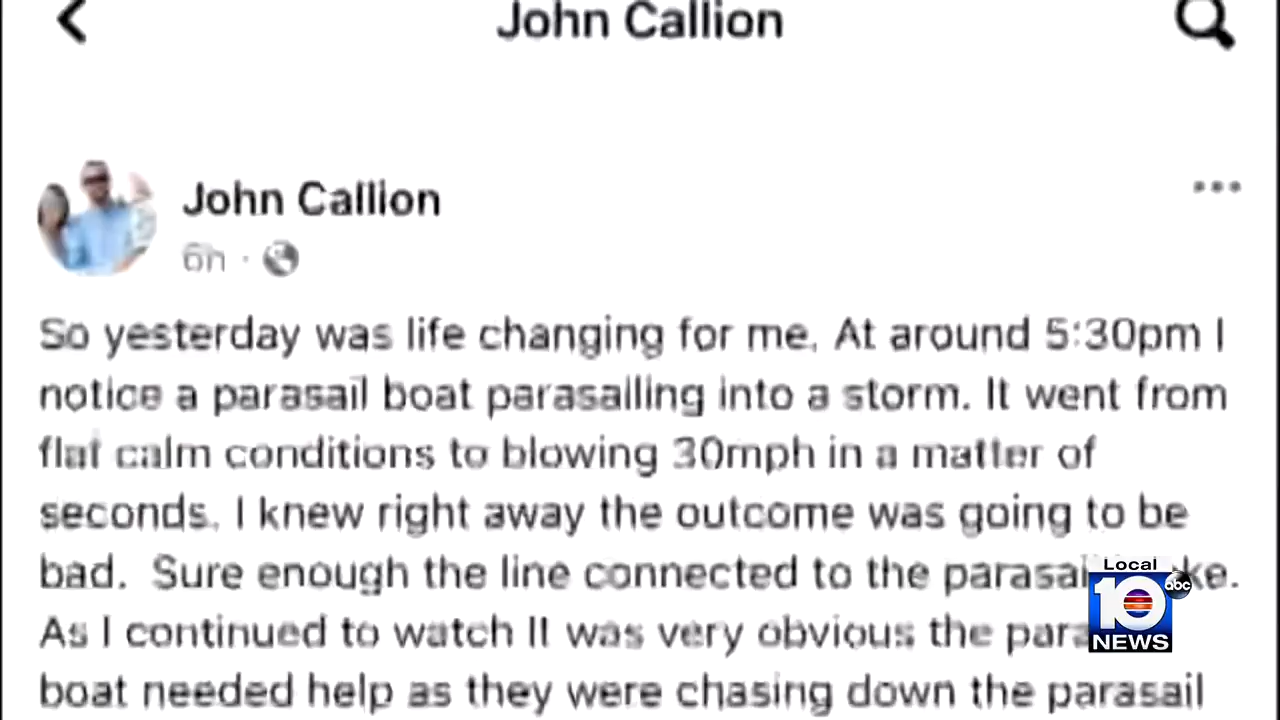 John Callion
John Callion
6h ·
So yesterday was life changing for me. At around 5:30pm I
notice a parasail boat parasailing into a storm. It went from
flat calm conditions to blowing 30mph in a matter of
seconds. I knew right away the outcome was going to be
bad. Sure enough the line connected to the
As I continued to watch It was very obvious the
boat needed help as they were chasing down the parasail
Local
10
abc
NEWS